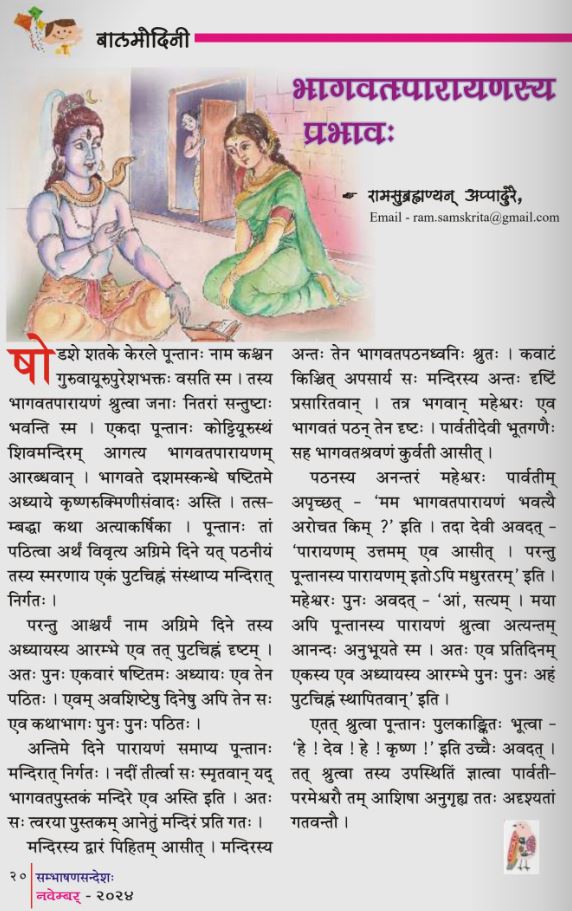 बालमोदिनी
भागवतपारायणस्य
प्रभावः
रामसुब्रह्मण्यन् अप्पादुरै,
Email - ram.samskrita@gmail.com
षोडशे शतके केरले पून्तानः नाम कश्चन
गुरुवायूरुपुरेशभक्तः वसति स्म । तस्य
भागवतपारायणं श्रुत्वा जनाः नितरां सन्तुष्टाः
भवन्ति स्म । एकदा पून्तानः कोट्टियूरुस्थं
शिवमन्दिरम् आगत्य भागवतपारायणम्
आरब्धवान् । भागवते दशमस्कन्धे षष्टितमे
अध्याये कृष्णरुक्मिणीसंवादः अस्ति । तत्स-
म्बद्धा कथा अत्याकर्षिका । पून्तानः तां
पठित्वा अर्थं विवृत्य अग्रिमे दिने यत् पठनीयं
तस्य स्मरणाय एकं पुटचिह्नं संस्थाप्य मन्दिरात्
निर्गतः ।
परन्तु आश्चर्यं नाम अग्रिमे दिने तस्य
अध्यायस्य आरम्भे एव तत् पुटचिह्नं दृष्टम् ।
अतः पुनः एकवारं षष्टितमः अध्यायः एव तेन
पठितः । एवम् अवशिष्टेषु दिनेषु अपि तेन सः
एव कथाभागः पुनः पुनः पठितः ।
अन्तिमे दिने पारायणं समाप्य पून्तानः
मन्दिरात् निर्गतः । नदीं तीर्त्वा सः स्मृतवान् यद्
भागवतपुस्तकं मन्दिरे एव अस्ति इति । अतः
सः त्वरया पुस्तकम् आनेतुं मन्दिरं प्रति गतः ।
मन्दिरस्य द्वारं पिहितम् आसीत् । मन्दिरस्य
अन्तः तेन भागवतपठनध्वनिः श्रुतः । कवाटं
किञ्चित् अपसार्य सः मन्दिरस्य अन्तः दृष्टिं
प्रसारितवान् । तत्र भगवान् महेश्वरः एव
भागवतं पठन् तेन दृष्टः । पार्वतीदेवी भूतगणैः
सह भागवतश्रवणं कुर्वती आसीत् ।
पठनस्य अनन्तरं महेश्वरः पार्वतीम्
अपृच्छत् - ‘मम भागवतपारायणं भवत्यै
अरोचत किम् ?’ इति । तदा देवी अवदत् -
‘पारायणम् उत्तमम् एव आसीत् । परन्तु
पून्तानस्य पारायणम् इतोऽपि मधुरतरम्’ इति ।
महेश्वरः पुनः अवदत् - ‘आं, सत्यम् । मया
अपि पून्तानस्य पारायणं श्रुत्वा अत्यन्तम्
आनन्दः अनुभूयते स्म । अतः एव प्रतिदिनम्
एकस्य एव अध्यायस्य आरम्भे पुनः पुनः अहं
पुटचिह्नं स्थापितवान्’ इति ।
एतत् श्रुत्वा पून्तानः पुलकाङ्कितः भूत्वा -
‘हे ! देव ! हे ! कृष्ण !’ इति उच्चैः अवदत् ।
तत् श्रुत्वा तस्य उपस्थितिं ज्ञात्वा पार्वती-
परमेश्वरौ तम् आशिषा अनुगृह्य ततः अदृश्यतां
गतवन्तौ ।
२०
सम्भाषणसन्देशः
नवेम्बर् - २०२४